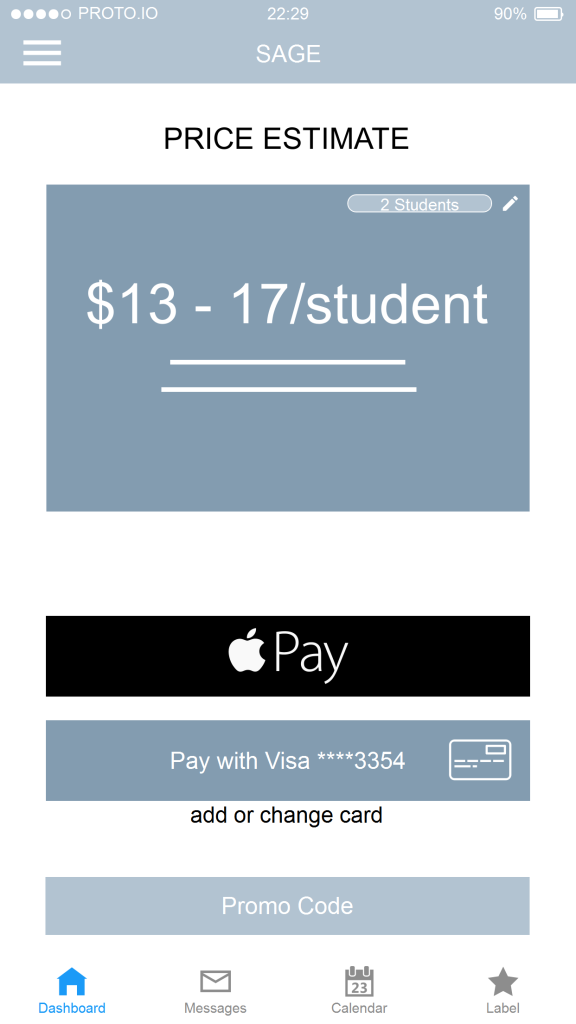 PROTO.IO 22:29 90%
SAGE
PRICE ESTIMATE
2 Students
$13 - 17/student
Pay
Pay with Visa ****3354
add or change card
Promo Code
23
Dashboard Messages Calendar Label